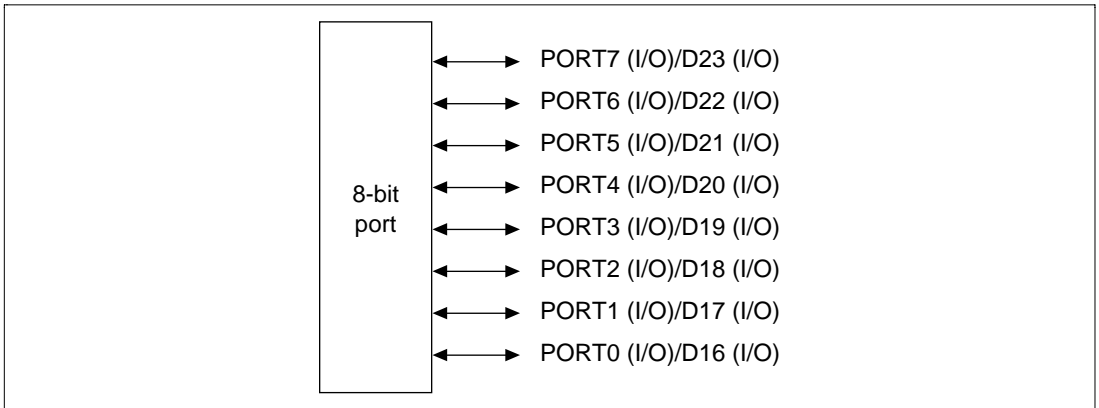 8-bit
port
PORT7 (I/O)/D23 (I/O)
PORT6 (I/O)/D22 (I/O)
PORT5 (I/O)/D21 (I/O)
PORT4 (I/O)/D20 (I/O)
PORT3 (I/O)/D19 (I/O)
PORT2 (I/O)/D18 (I/O)
PORT1 (I/O)/D17 (I/O)
PORT0 (I/O)/D16 (I/O)